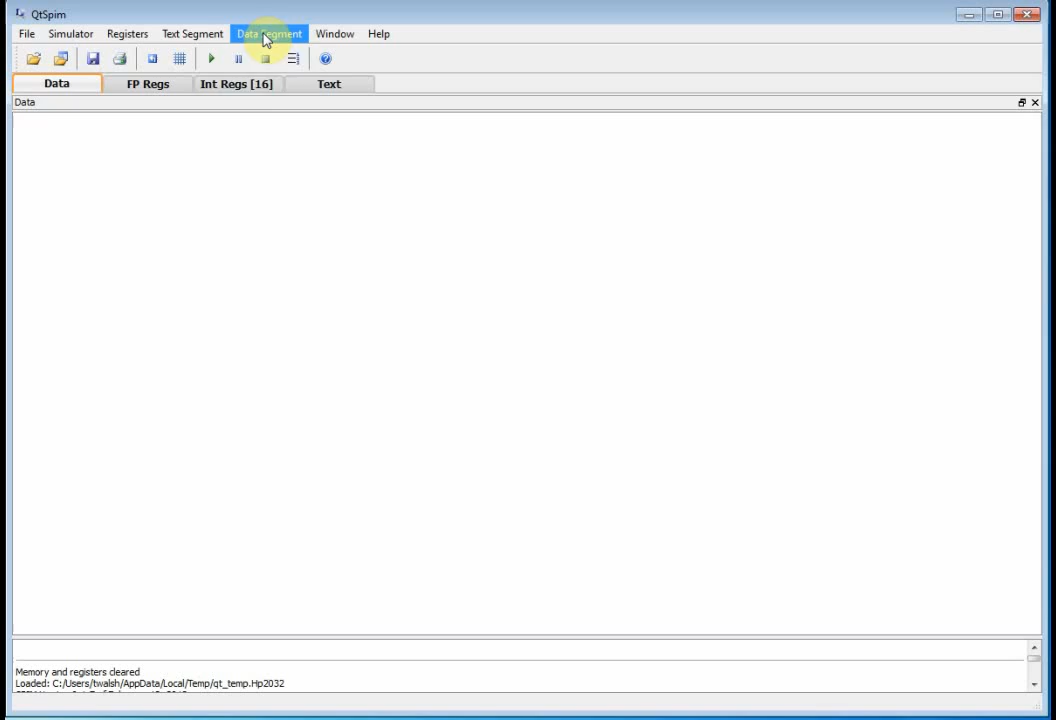 QtSpim
File Simulator Registers Text Segment Data Segment Window Help
Data FP Regs Int Regs [16] Text
Data
Memory and registers cleared
Loaded: C:/Users/twalsh/AppData/Local/Temp/qt_temp.Hp2032